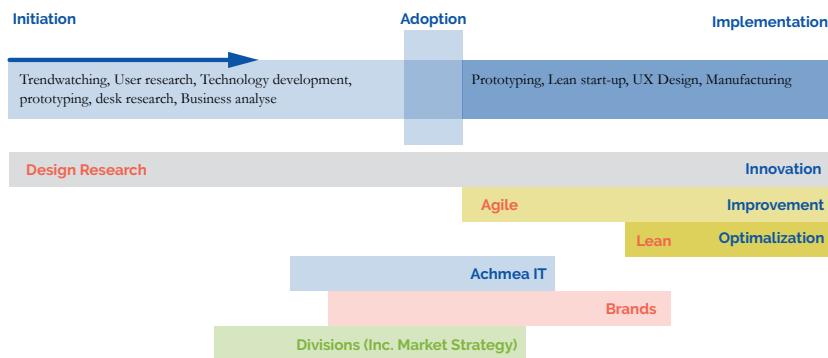 Initiation
Adoption
Implementation
Trendwatching, User research, Technology development,
prototyping, desk research, Business analyse
Prototyping, Lean start-up, UX Design, Manufacturing
Design Research
Innovation
Agile
Improvement
Lean
Optimalization
Achmea IT
Brands
Divisions (Inc. Market Strategy)